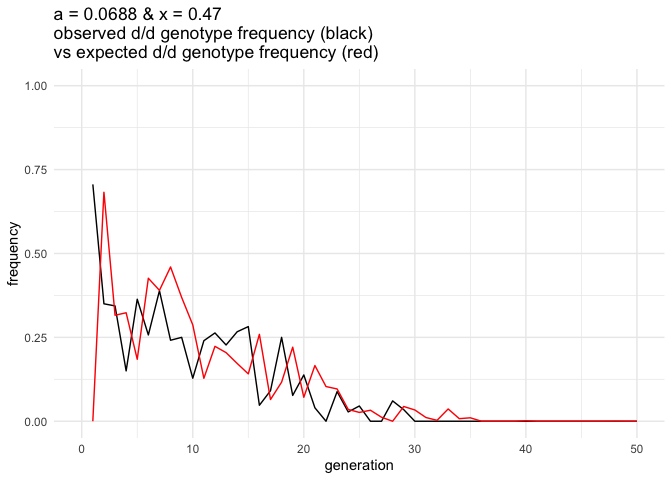 a = 0.0688 & x = 0.47
observed d/d genotype frequency (black)
vs expected d/d genotype frequency (red)
1.00
0.75
0.50
0.25
0.00
frequency
0 10 20 30 40 50
generation